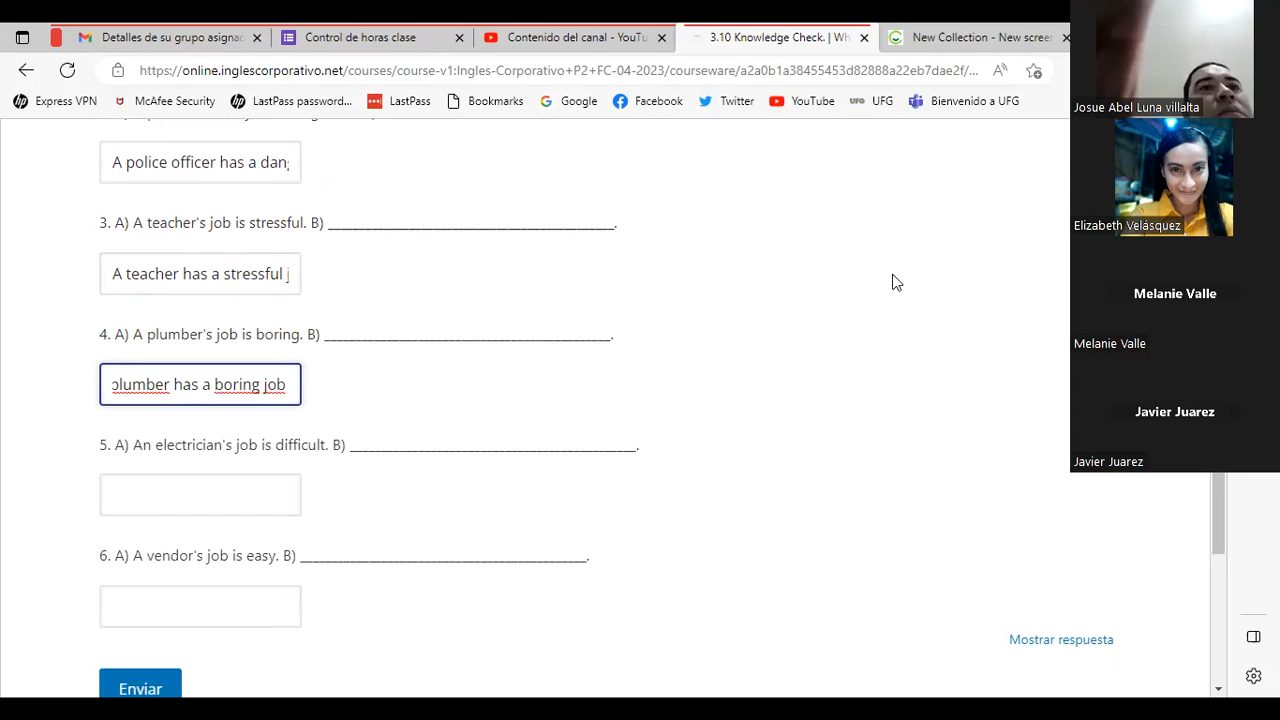 Detalles de su grupo asigna
Control de horas clase
Contenido del canal - YouTu
3.10 Knowledge Check. | Wh
New Collection - New screer
https://online.inglescorporativo.net/courses/course-v1:Ingles-Corporativo+P2+FC-04-2023/courseware/a2a0b1a38455453d82888a22eb7dae2f/...
Express VPN
McAfee Security
LastPass password...
LastPass
Bookmarks
Google
Facebook
Twitter
YouTube
UFG
Bienvenido a UFG
A police officer has a dang
3. A) A teacher's job is stressful. B) ________________________________________.
A teacher has a stressful j
4. A) A plumber's job is boring. B) ________________________________________.
plumber has a boring job
5. A) An electrician's job is difficult. B) ________________________________________.
6. A) A vendor's job is easy. B) ________________________________________.
Mostrar respuesta
Enviar
Josue Abel Luna villalta
Elizabeth Velásquez
Melanie Valle
Melanie Valle
Javier Juarez
Javier Juarez